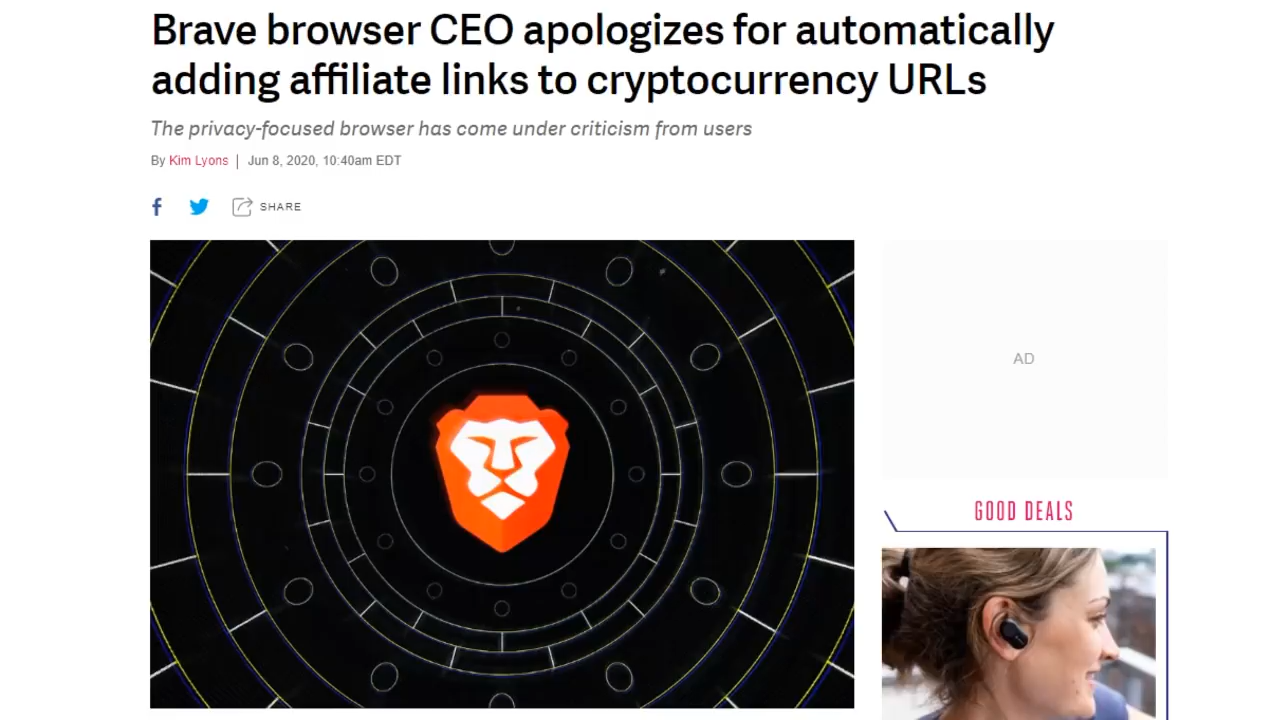 Brave browser CEO apologizes for automatically
adding affiliate links to cryptocurrency URLs
The privacy-focused browser has come under criticism from users
By Kim Lyons | Jun 8, 2020, 10:40am EDT
SHARE
AD
GOOD DEALS